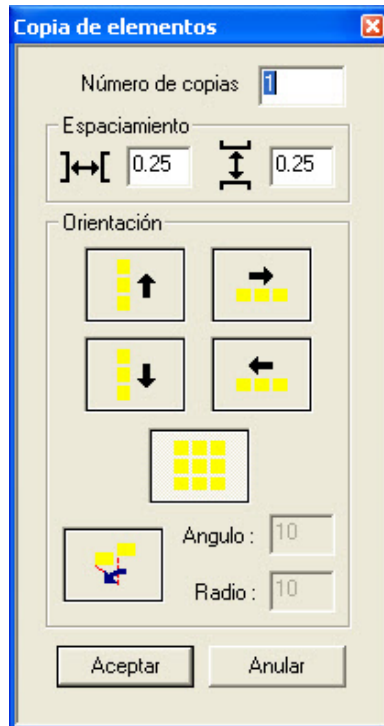 Copia de elementos
Número de copias 1
Espaciamiento
0.25 0.25
Orientación
Angulo : 10
Radio : 10
Aceptar Anular